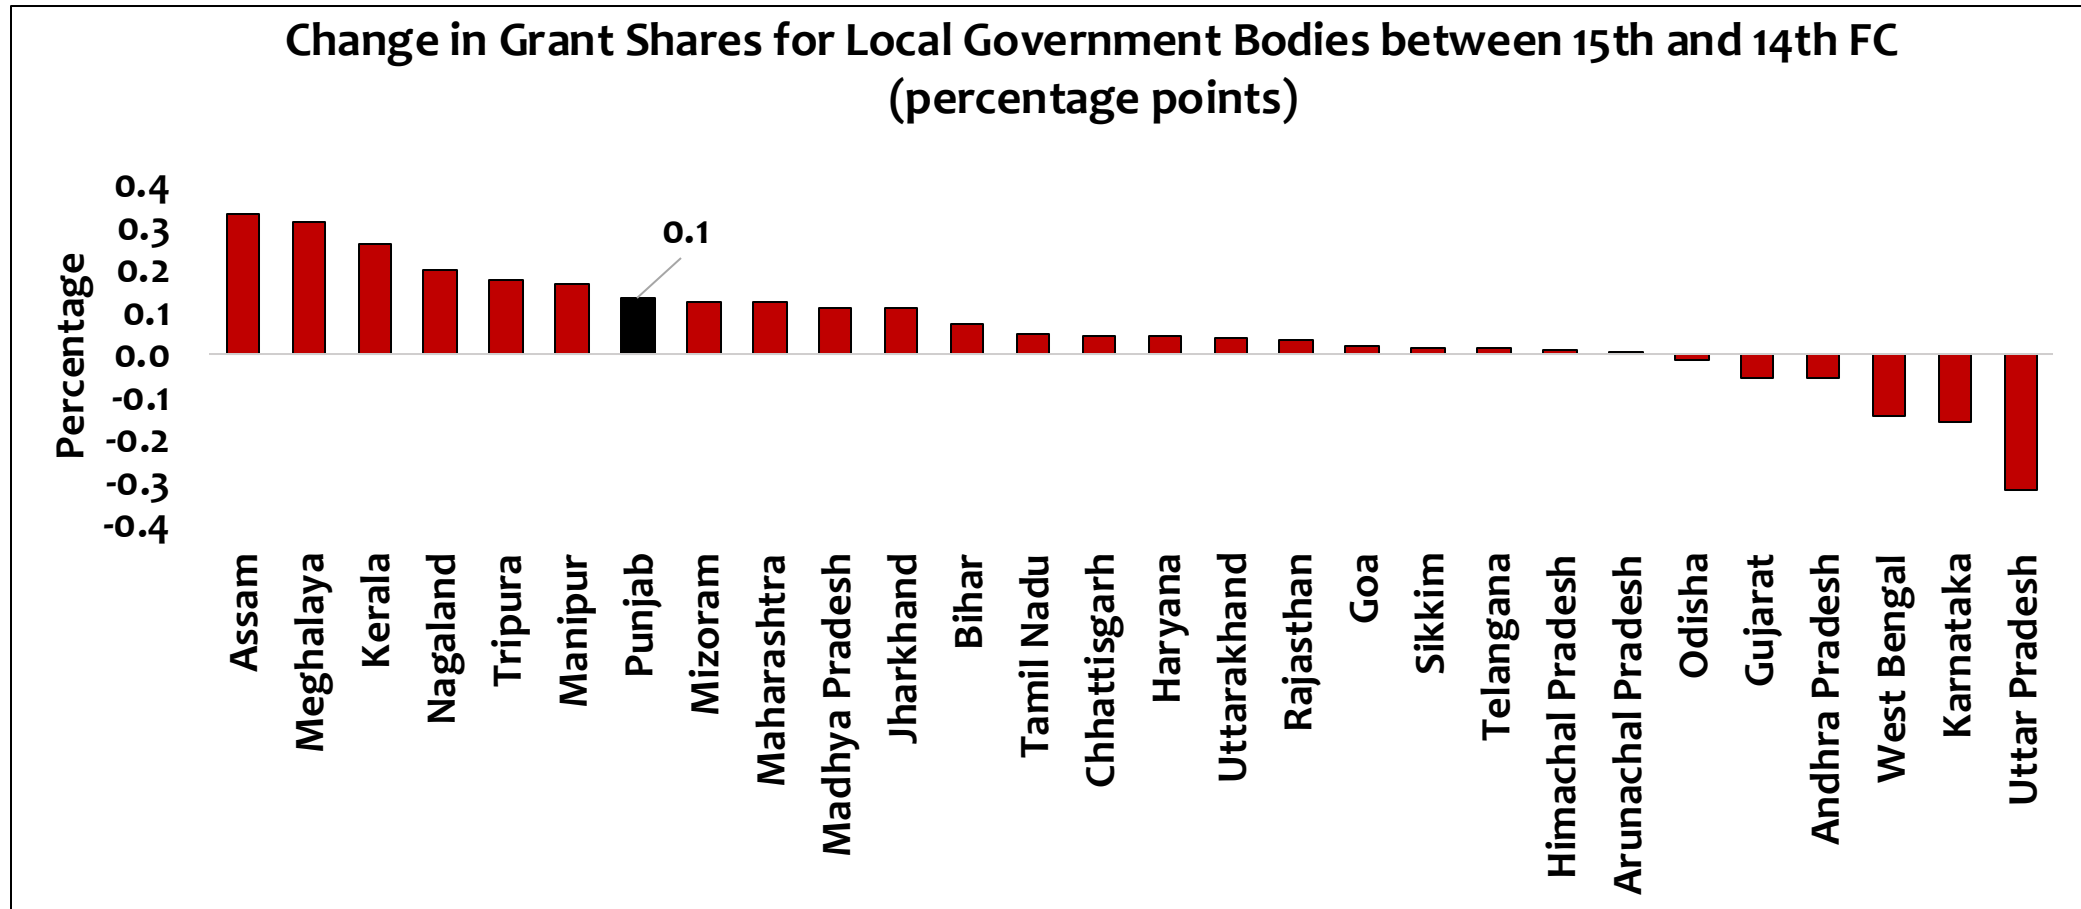 Change in Grant Shares for Local Government Bodies between 15th and 14th FC
(percentage points)
Percentage
0.4
0.3
0.2
0.1
0.0
-0.1
-0.2
-0.3
-0.4
0.1
Assam
Meghalaya
Kerala
Nagaland
Tripura
Manipur
Punjab
Mizoram
Maharashtra
Madhya Pradesh
Jharkhand
Bihar
Tamil Nadu
Chhattisgarh
Haryana
Uttarakhand
Rajasthan
Goa
Sikkim
Telangana
Himachal Pradesh
Arunachal Pradesh
Odisha
Gujarat
Andhra Pradesh
West Bengal
Karnataka
Uttar Pradesh